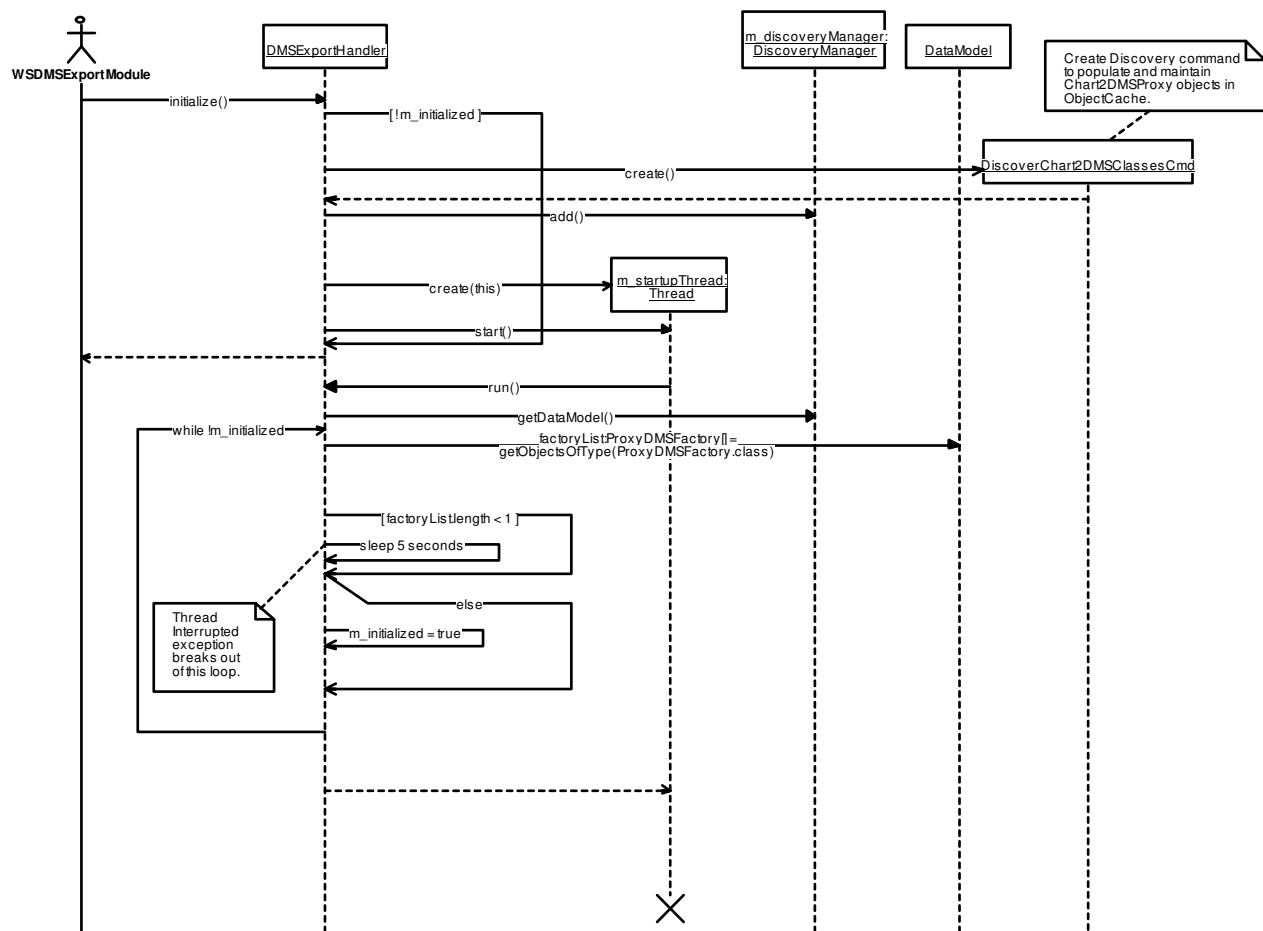 WSDMSExportModule
DMSExportHandler
m_discoveryManager:
DiscoveryManager
DataModel
Create Discovery command
to populate and maintain
Chart2DMSProxy objects in
ObjectCache.
initialize()
[ !m_initialized ]
DiscoverChart2DMSClassesCmd
create()
add()
m_startupThread:
Thread
create(this)
start()
run()
getDataModel()
while !m_initialized
_____factoryList:ProxyDMSFactory[]=_____
getObjectsOfType(ProxyDMSFactory.class)
[factoryList.length < 1 ]
sleep 5 seconds
else
Thread
Interrupted
exception
breaks out
of this loop.
m_initialized = true